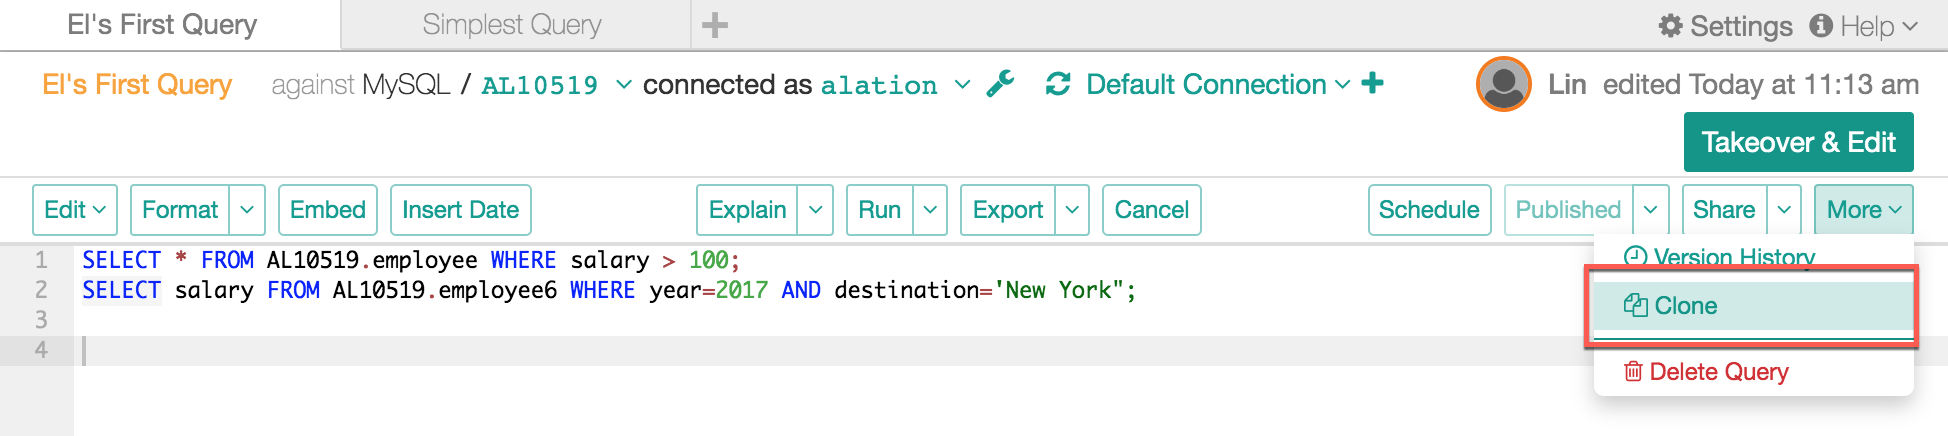 El's First Query Simplest Query Settings Help
El's First Query against MySQL / AL10519 connected as alation Default Connection Lin edited Today at 11:13 am
Takeover & Edit
Edit Format Embed Insert Date Explain Run Export Cancel Schedule Published Share More
1 SELECT * FROM AL10519.employee WHERE salary > 100;
Version History
2 SELECT salary FROM AL10519.employee6 WHERE year=2017 AND destination='New York";
Clone
3
4
Delete Query